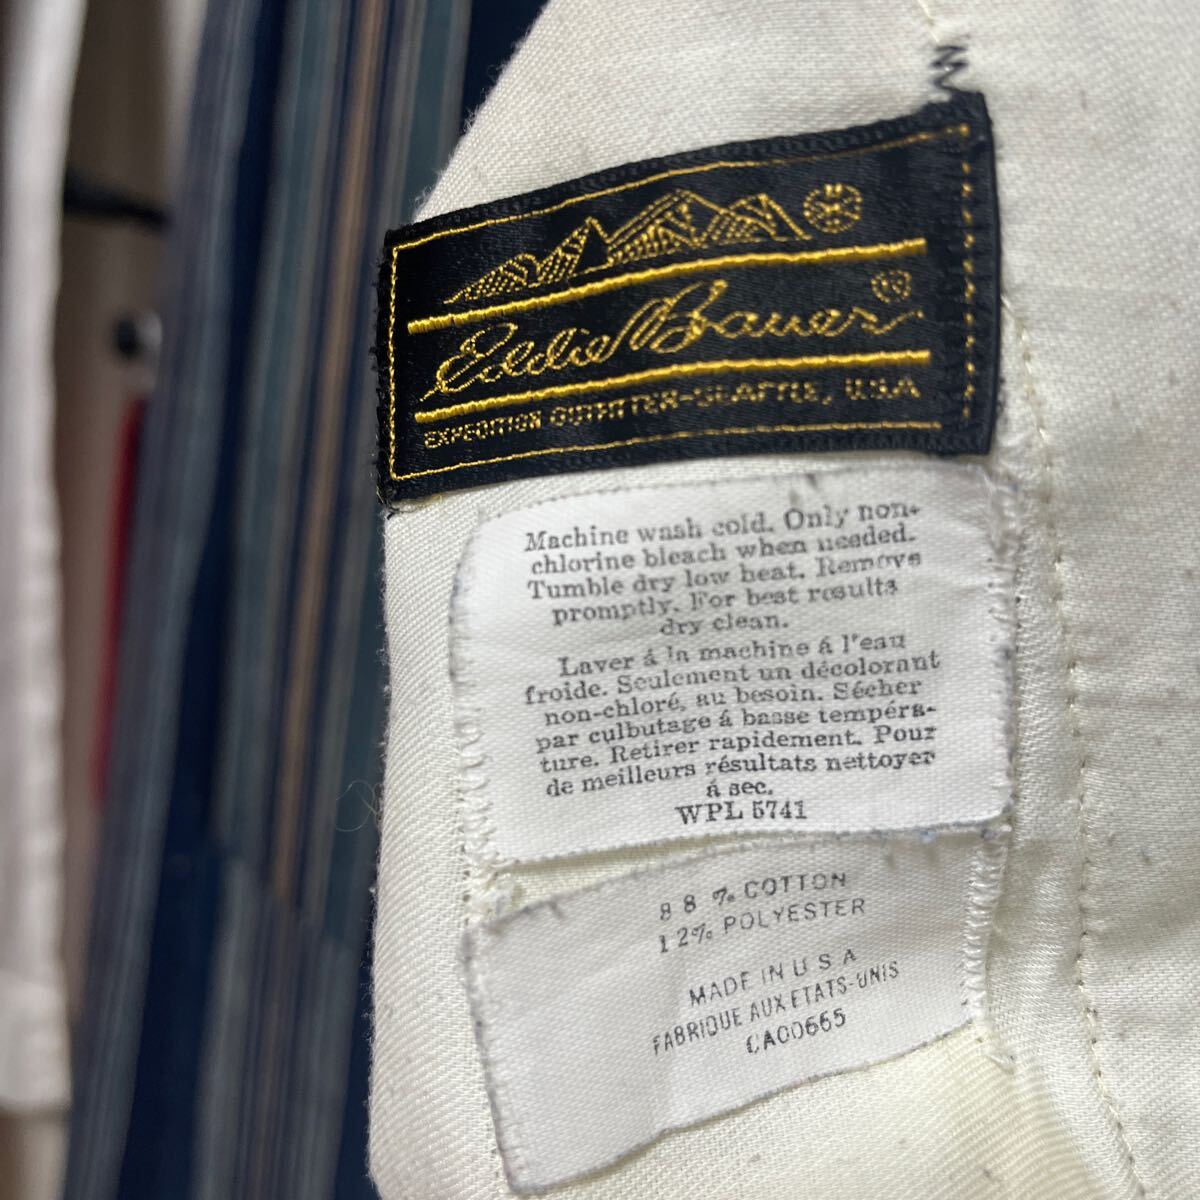 Eddie Bauer ®
EXPEDITION OUTFITTER-SEATTLE, U.S.A
Machine wash cold. Only non-
chlorine bleach when needed.
Tumble dry low heat. Remove
promptly. For best results
dry clean.
Laver á la machine á l'eau
froide. Seulement un décolorant
non-chloré, au besoin. Sécher
par culbutage á basse tempéra-
ture. Retirer rapidement. Pour
de meilleurs résultats nettoyer
á sec.
WPL 5741
88% COTTON
12% POLYESTER
MADE IN U S A
FABRIQUE AUX ETATS-UNIS
CA00665